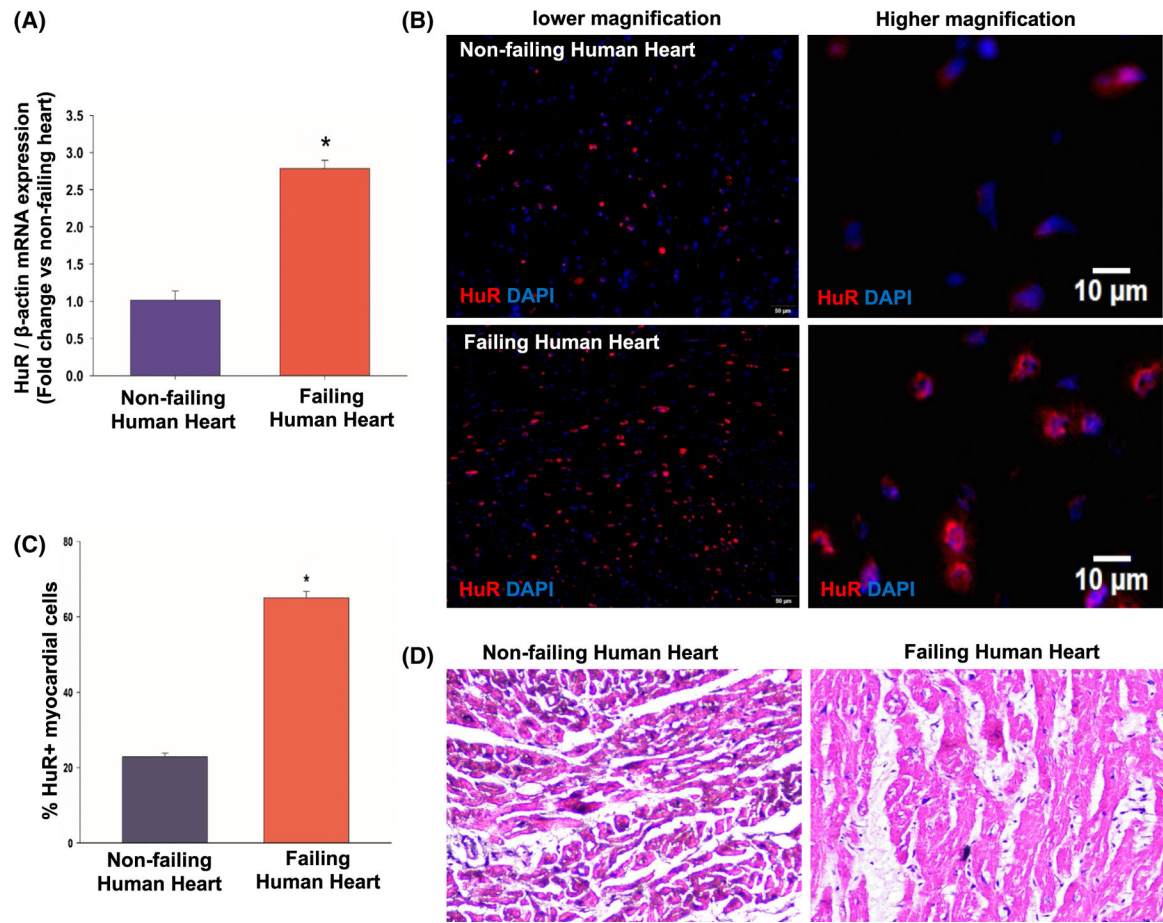 (A)
HuR / β-actin mRNA expression
(Fold change vs non-failing heart)
3.5
3.0
2.5
2.0
1.5
1.0
0.5
0.0
*
Non-failing
Human Heart
Failing
Human Heart
(B)
lower magnification
Higher magnification
Non-failing Human Heart
HuR DAPI
50 µm
HuR DAPI
10 µm
Failing Human Heart
HuR DAPI
50 µm
HuR DAPI
10 µm
(C)
% HuR+ myocardial cells
80
60
40
20
0
*
Non-failing
Human Heart
Failing
Human Heart
(D)
Non-failing Human Heart
Failing Human Heart